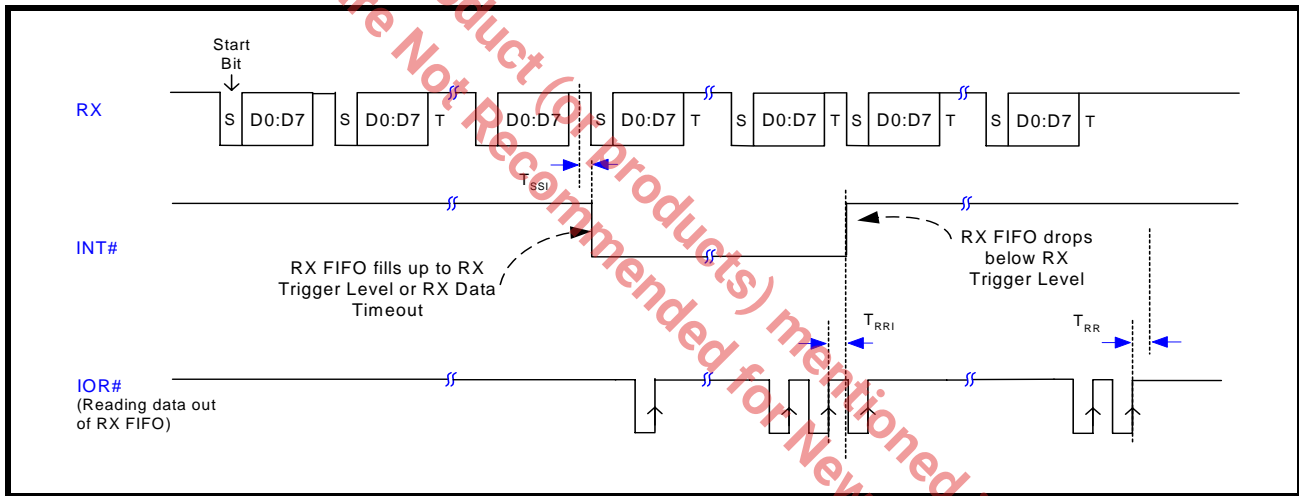 Start
Bit
RX
S D0:D7 S D0:D7 T D0:D7 S D0:D7 T S D0:D7 T S D0:D7 T S D0:D7 T
TSSI
INT#
RX FIFO fills up to RX
Trigger Level or RX Data
Timeout
RX FIFO drops
below RX
Trigger Level
TRRI
TRR
IOR#
(Reading data out
of RX FIFO)
product (or products) mentioned
are Not Recommended for New